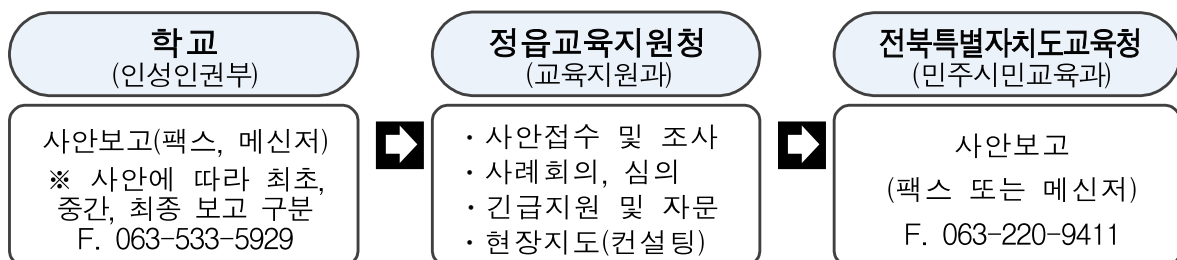 학교
(인성인권부)
사안보고(팩스, 메신저)
※ 사안에 따라 최초,
중간, 최종 보고 구분
F. 063-533-5929
정읍교육지원청
(교육지원과)
· 사안접수 및 조사
· 사례회의, 심의
· 긴급지원 및 자문
· 현장지도(컨설팅)
전북특별자치도교육청
(민주시민교육과)
사안보고
(팩스 또는 메신저)
F. 063-220-9411